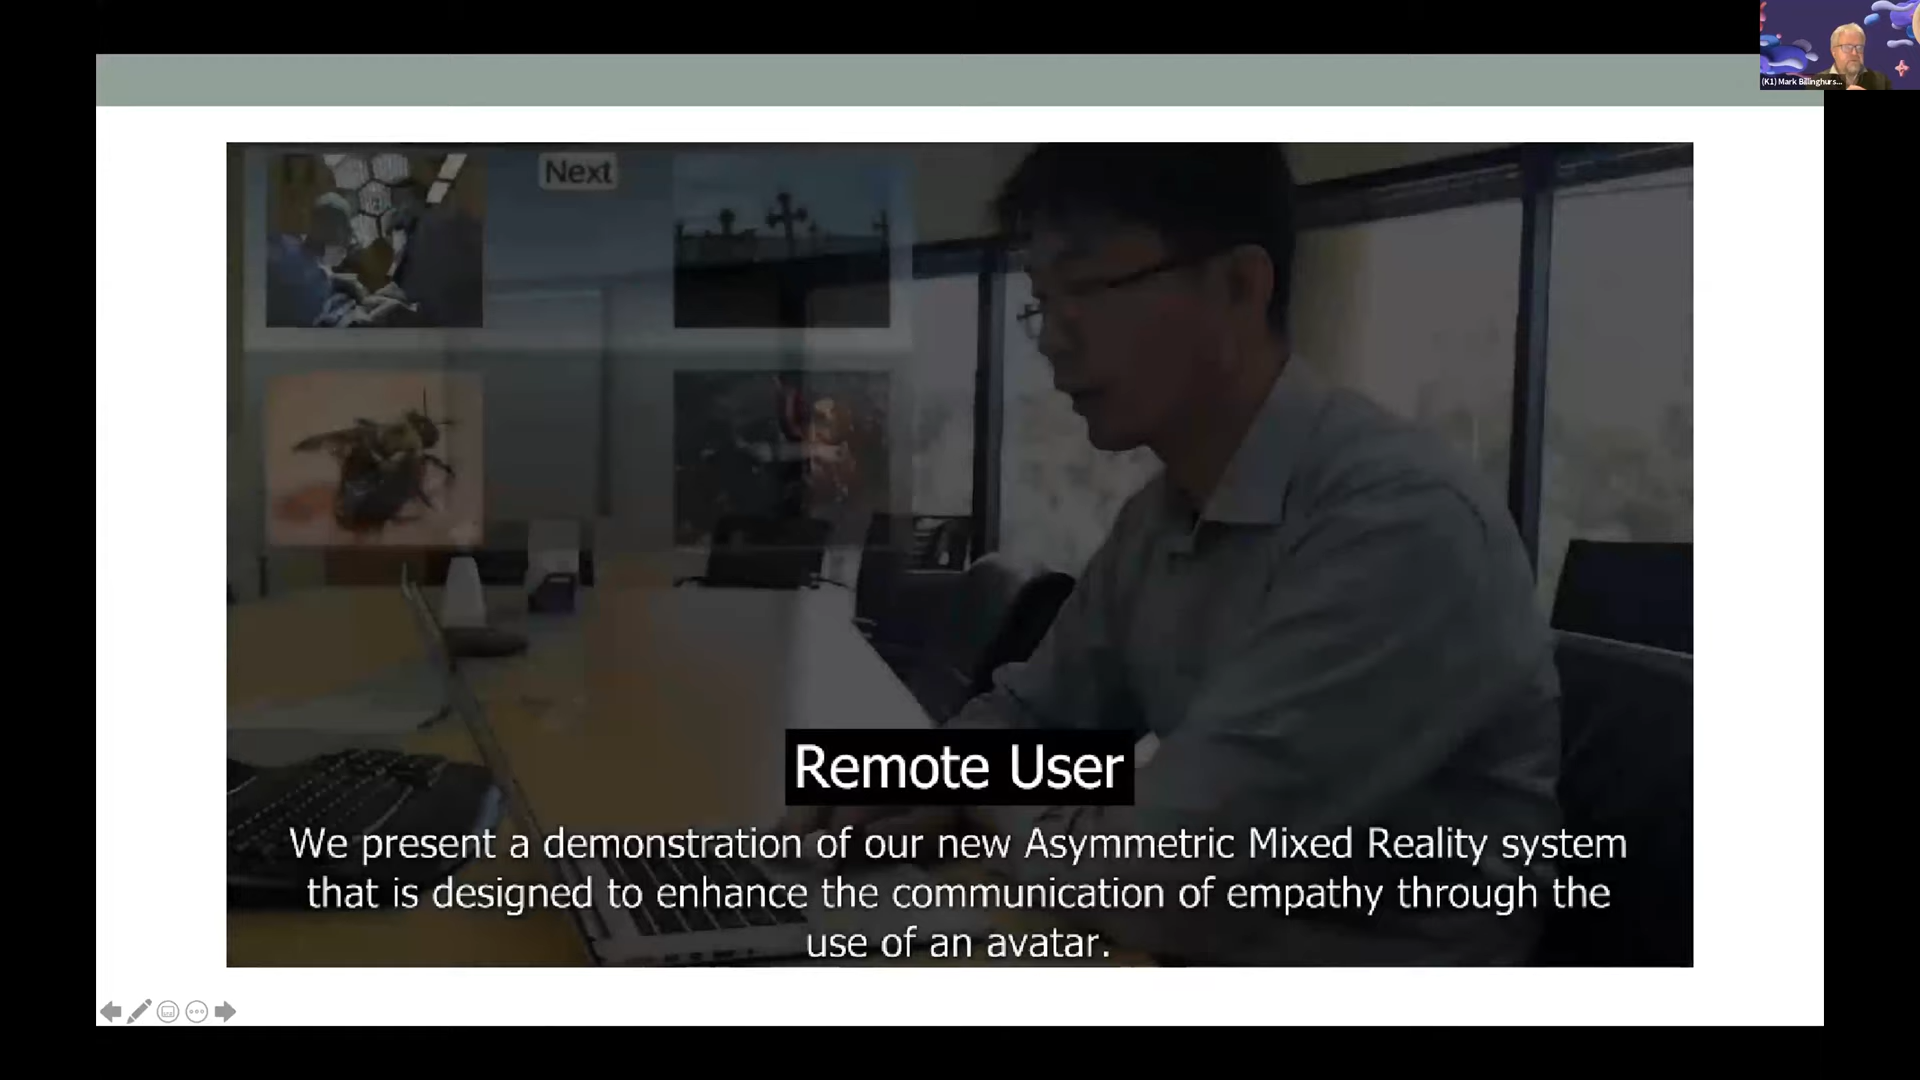 (K1) Mark Billinghurs...
Next
Remote User
We present a demonstration of our new Asymmetric Mixed Reality system
that is designed to enhance the communication of empathy through the
use of an avatar.